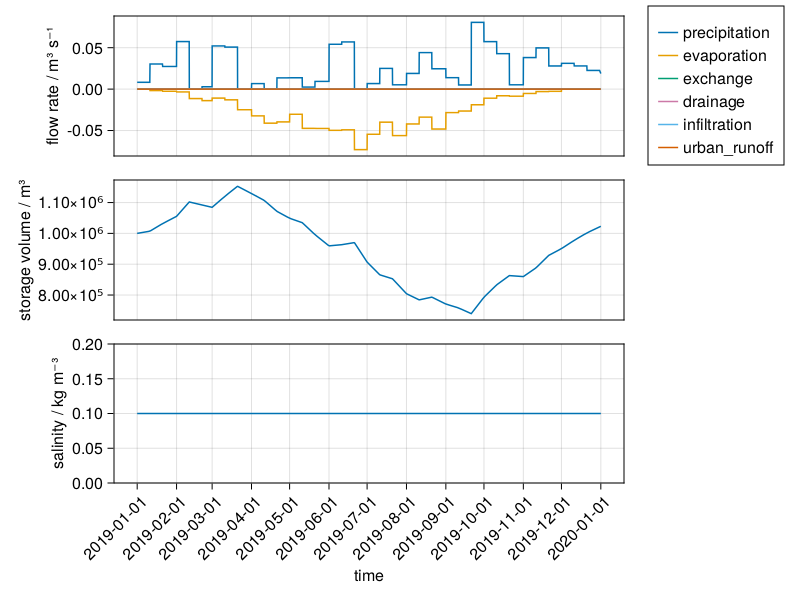 flow rate / m³ s⁻¹
0.05
0.00
-0.05
precipitation
evaporation
exchange
drainage
infiltration
urban_runoff
storage volume / m³
1.10×10⁶
1.00×10⁶
9.00×10⁵
8.00×10⁵
salinity / kg m⁻³
0.20
0.15
0.10
0.05
0.00
2019-01-01
2019-02-01
2019-03-01
2019-04-01
2019-05-01
2019-06-01
2019-07-01
2019-08-01
2019-09-01
2019-10-01
2019-11-01
2019-12-01
2020-01-01
time